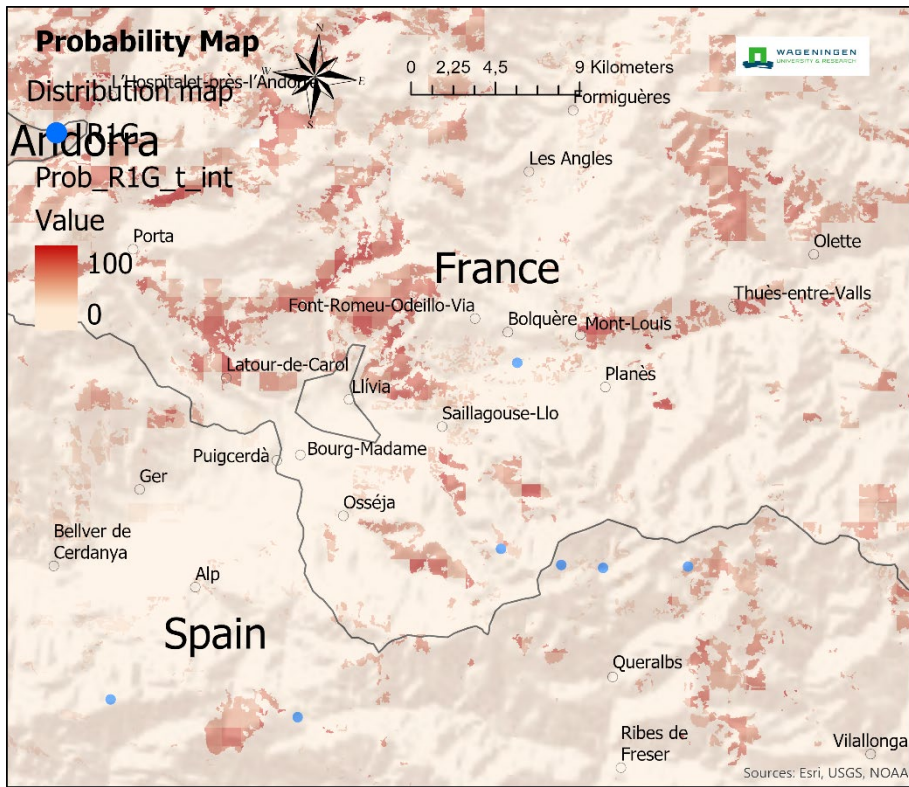 Probability Map
N
W
E
S
L'Hospitalet-près-l'Andorre
Distribution map
R1G
Andorra
Prob_R1G_t_int
Value
100
0
0 2,25 4,5 9 Kilometers
WAGENINGEN
UNIVERSITY & RESEARCH
Formiguères
Les Angles
Porta
Olette
France
Thuès-entre-Valls
Font-Romeu-Odeillo-Via
Bolquère
Mont-Louis
Latour-de-Carol
Planès
Llívia
Saillagouse-Llo
Puigcerdà
Bourg-Madame
Ger
Osséja
Bellver de
Cerdanya
Alp
Spain
Queralbs
Ribes de
Freser
Vilallonga
Sources: Esri, USGS, NOAA